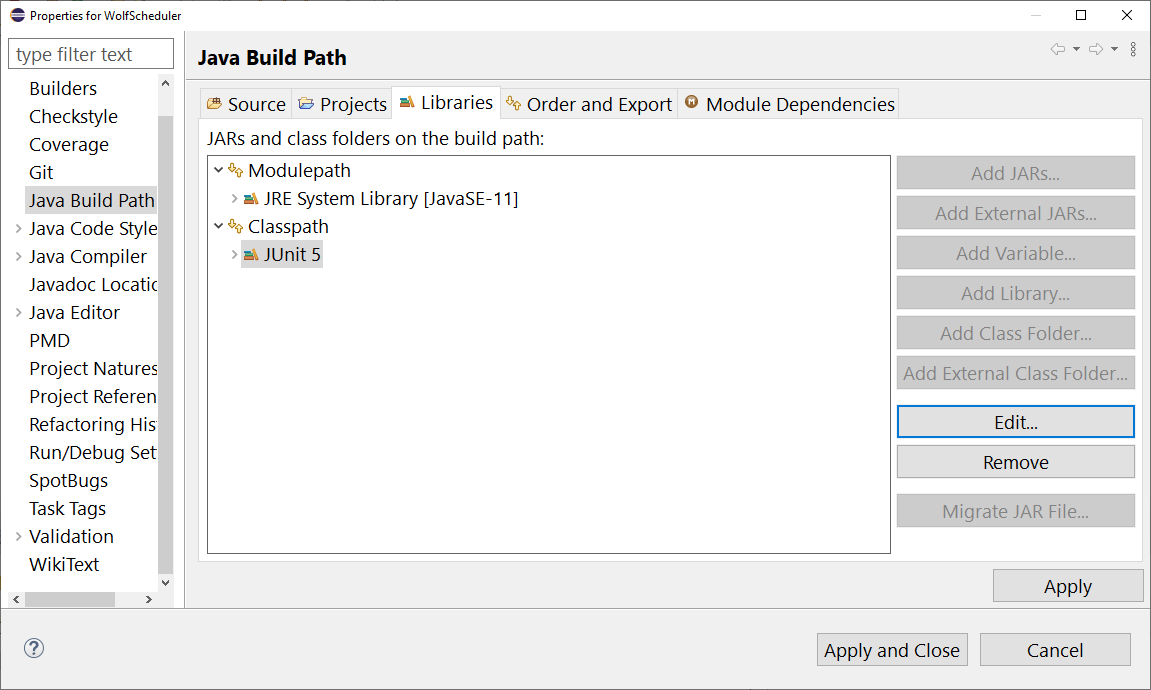 Properties for WolfScheduler
type filter text
Builders
Checkstyle
Coverage
Git
Java Build Path
Java Code Style
Java Compiler
Javadoc Locatic
Java Editor
PMD
Project Natures
Project Referen
Refactoring His
Run/Debug Set
SpotBugs
Task Tags
Validation
WikiText
Java Build Path
Source Projects Libraries Order and Export Module Dependencies
JARs and class folders on the build path:
Modulepath
JRE System Library [JavaSE-11]
Classpath
JUnit 5
Add JARs...
Add External JARs...
Add Variable...
Add Library...
Add Class Folder...
Add External Class Folder...
Edit...
Remove
Migrate JAR File...
Apply
?
Apply and Close
Cancel